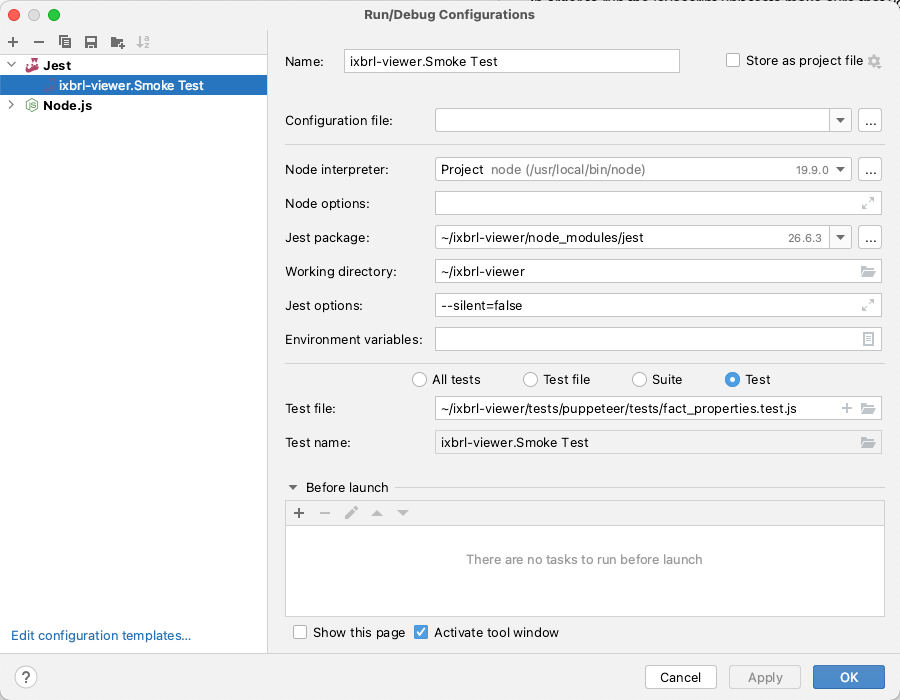 Run/Debug Configurations
Jest
ixbrl-viewer.Smoke Test
Node.js
Edit configuration templates...
Name: ixbrl-viewer.Smoke Test Store as project file
Configuration file: ...
Node interpreter: Project node (/usr/local/bin/node) 19.9.0 ...
Node options:
Jest package: ~/ixbrl-viewer/node_modules/jest 26.6.3 ...
Working directory: ~/ixbrl-viewer
Jest options: --silent=false
Environment variables:
All tests Test file Suite Test
Test file: ~/ixbrl-viewer/tests/puppeteer/tests/fact_properties.test.js
Test name: ixbrl-viewer.Smoke Test
Before launch
There are no tasks to run before launch
Show this page Activate tool window
? Cancel Apply OK